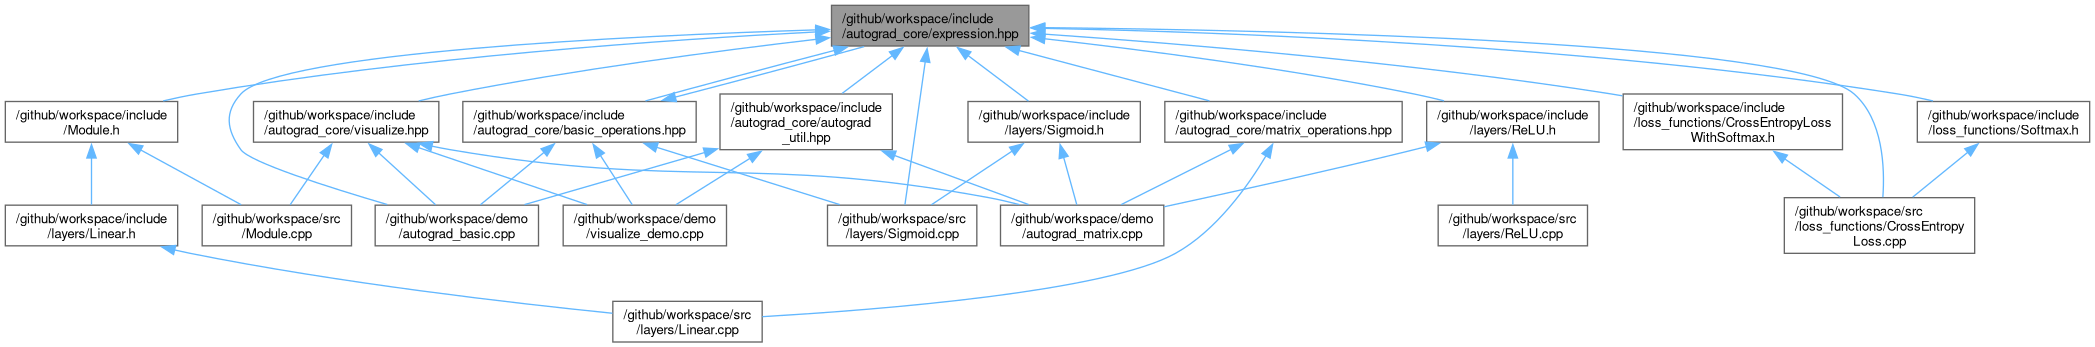 /github/workspace/include
/autograd_core/expression.hpp
/github/workspace/include
/Module.h
/github/workspace/include
/autograd_core/visualize.hpp
/github/workspace/include
/autograd_core/basic_operations.hpp
/github/workspace/include
/autograd_core/autograd
_util.hpp
/github/workspace/include
/layers/Sigmoid.h
/github/workspace/include
/autograd_core/matrix_operations.hpp
/github/workspace/include
/layers/ReLU.h
/github/workspace/include
/loss_functions/CrossEntropyLoss
WithSoftmax.h
/github/workspace/include
/loss_functions/Softmax.h
/github/workspace/include
/layers/Linear.h
/github/workspace/src
/Module.cpp
/github/workspace/demo
/autograd_basic.cpp
/github/workspace/demo
/visualize_demo.cpp
/github/workspace/src
/layers/Sigmoid.cpp
/github/workspace/demo
/autograd_matrix.cpp
/github/workspace/src
/layers/ReLU.cpp
/github/workspace/src
/loss_functions/CrossEntropy
Loss.cpp
/github/workspace/src
/layers/Linear.cpp